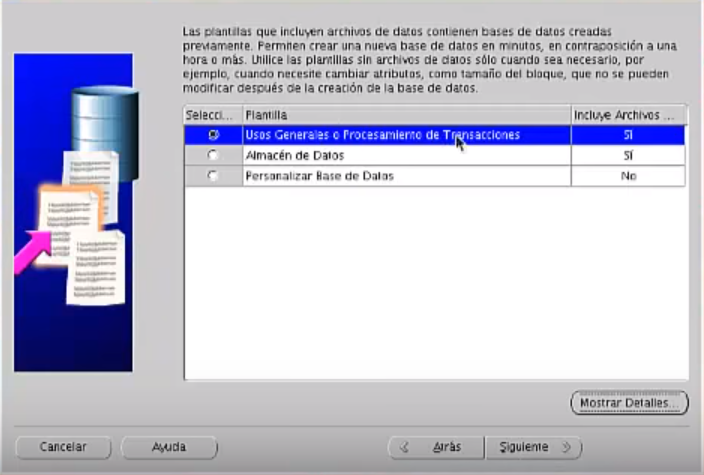 Las plantillas que incluyen archivos de datos contienen bases de datos creadas
previamente. Permiten crear una nueva base de datos en minutos, en contraposición a una
hora o más. Utilice las plantillas sin archivos de datos sólo cuando sea necesario, por
ejemplo, cuando necesite cambiar atributos, como tamaño del bloque, que no se pueden
modificar después de la creación de la base de datos.
Selecci... Plantilla Incluye Archivos ...
Usos Generales o Procesamiento de Transacciones Sí
Almacén de Datos Sí
Personalizar Base de Datos No
Mostrar Detalles...
Cancelar Ayuda Atrás Siguiente